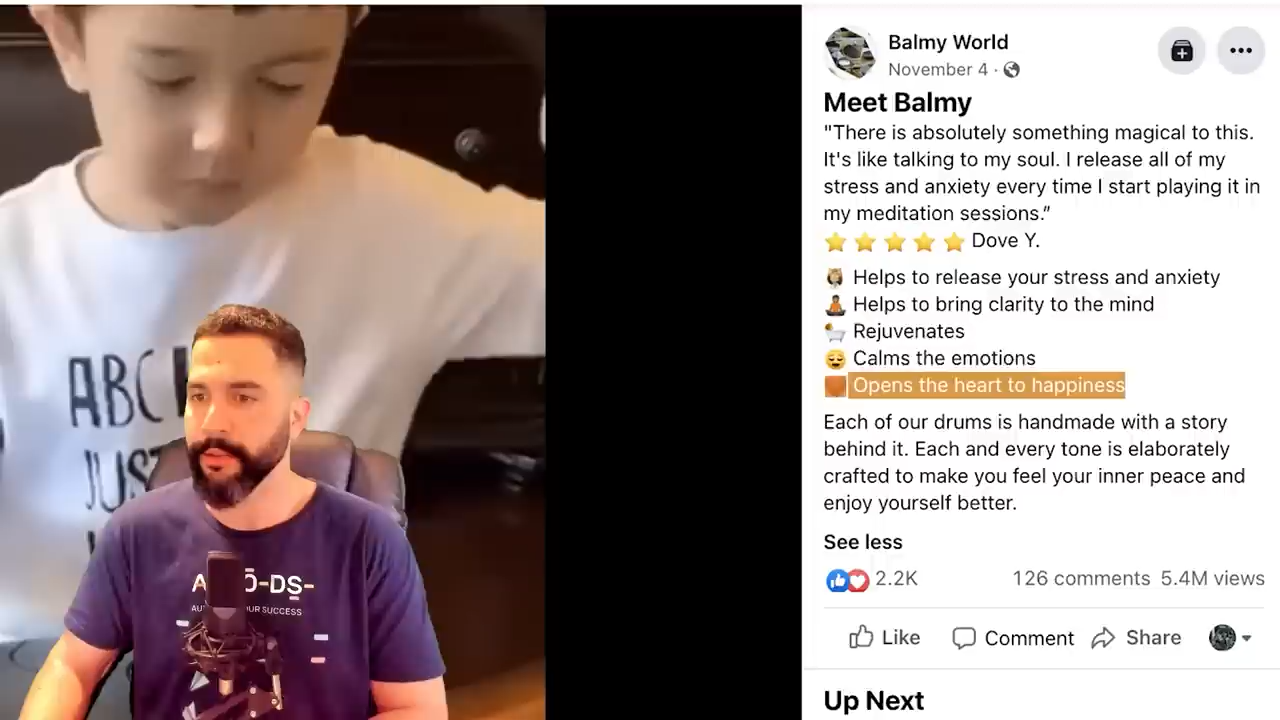 Balmy World
November 4 ·
Meet Balmy
"There is absolutely something magical to this.
It's like talking to my soul. I release all of my
stress and anxiety every time I start playing it in
my meditation sessions.”
Dove Y.
Helps to release your stress and anxiety
Helps to bring clarity to the mind
Rejuvenates
Calms the emotions
Opens the heart to happiness
Each of our drums is handmade with a story
behind it. Each and every tone is elaborately
crafted to make you feel your inner peace and
enjoy yourself better.
See less
2.2K 126 comments 5.4M views
Like Comment Share
Up Next
ABC
JUS
-DS-
OUR SUCCESS